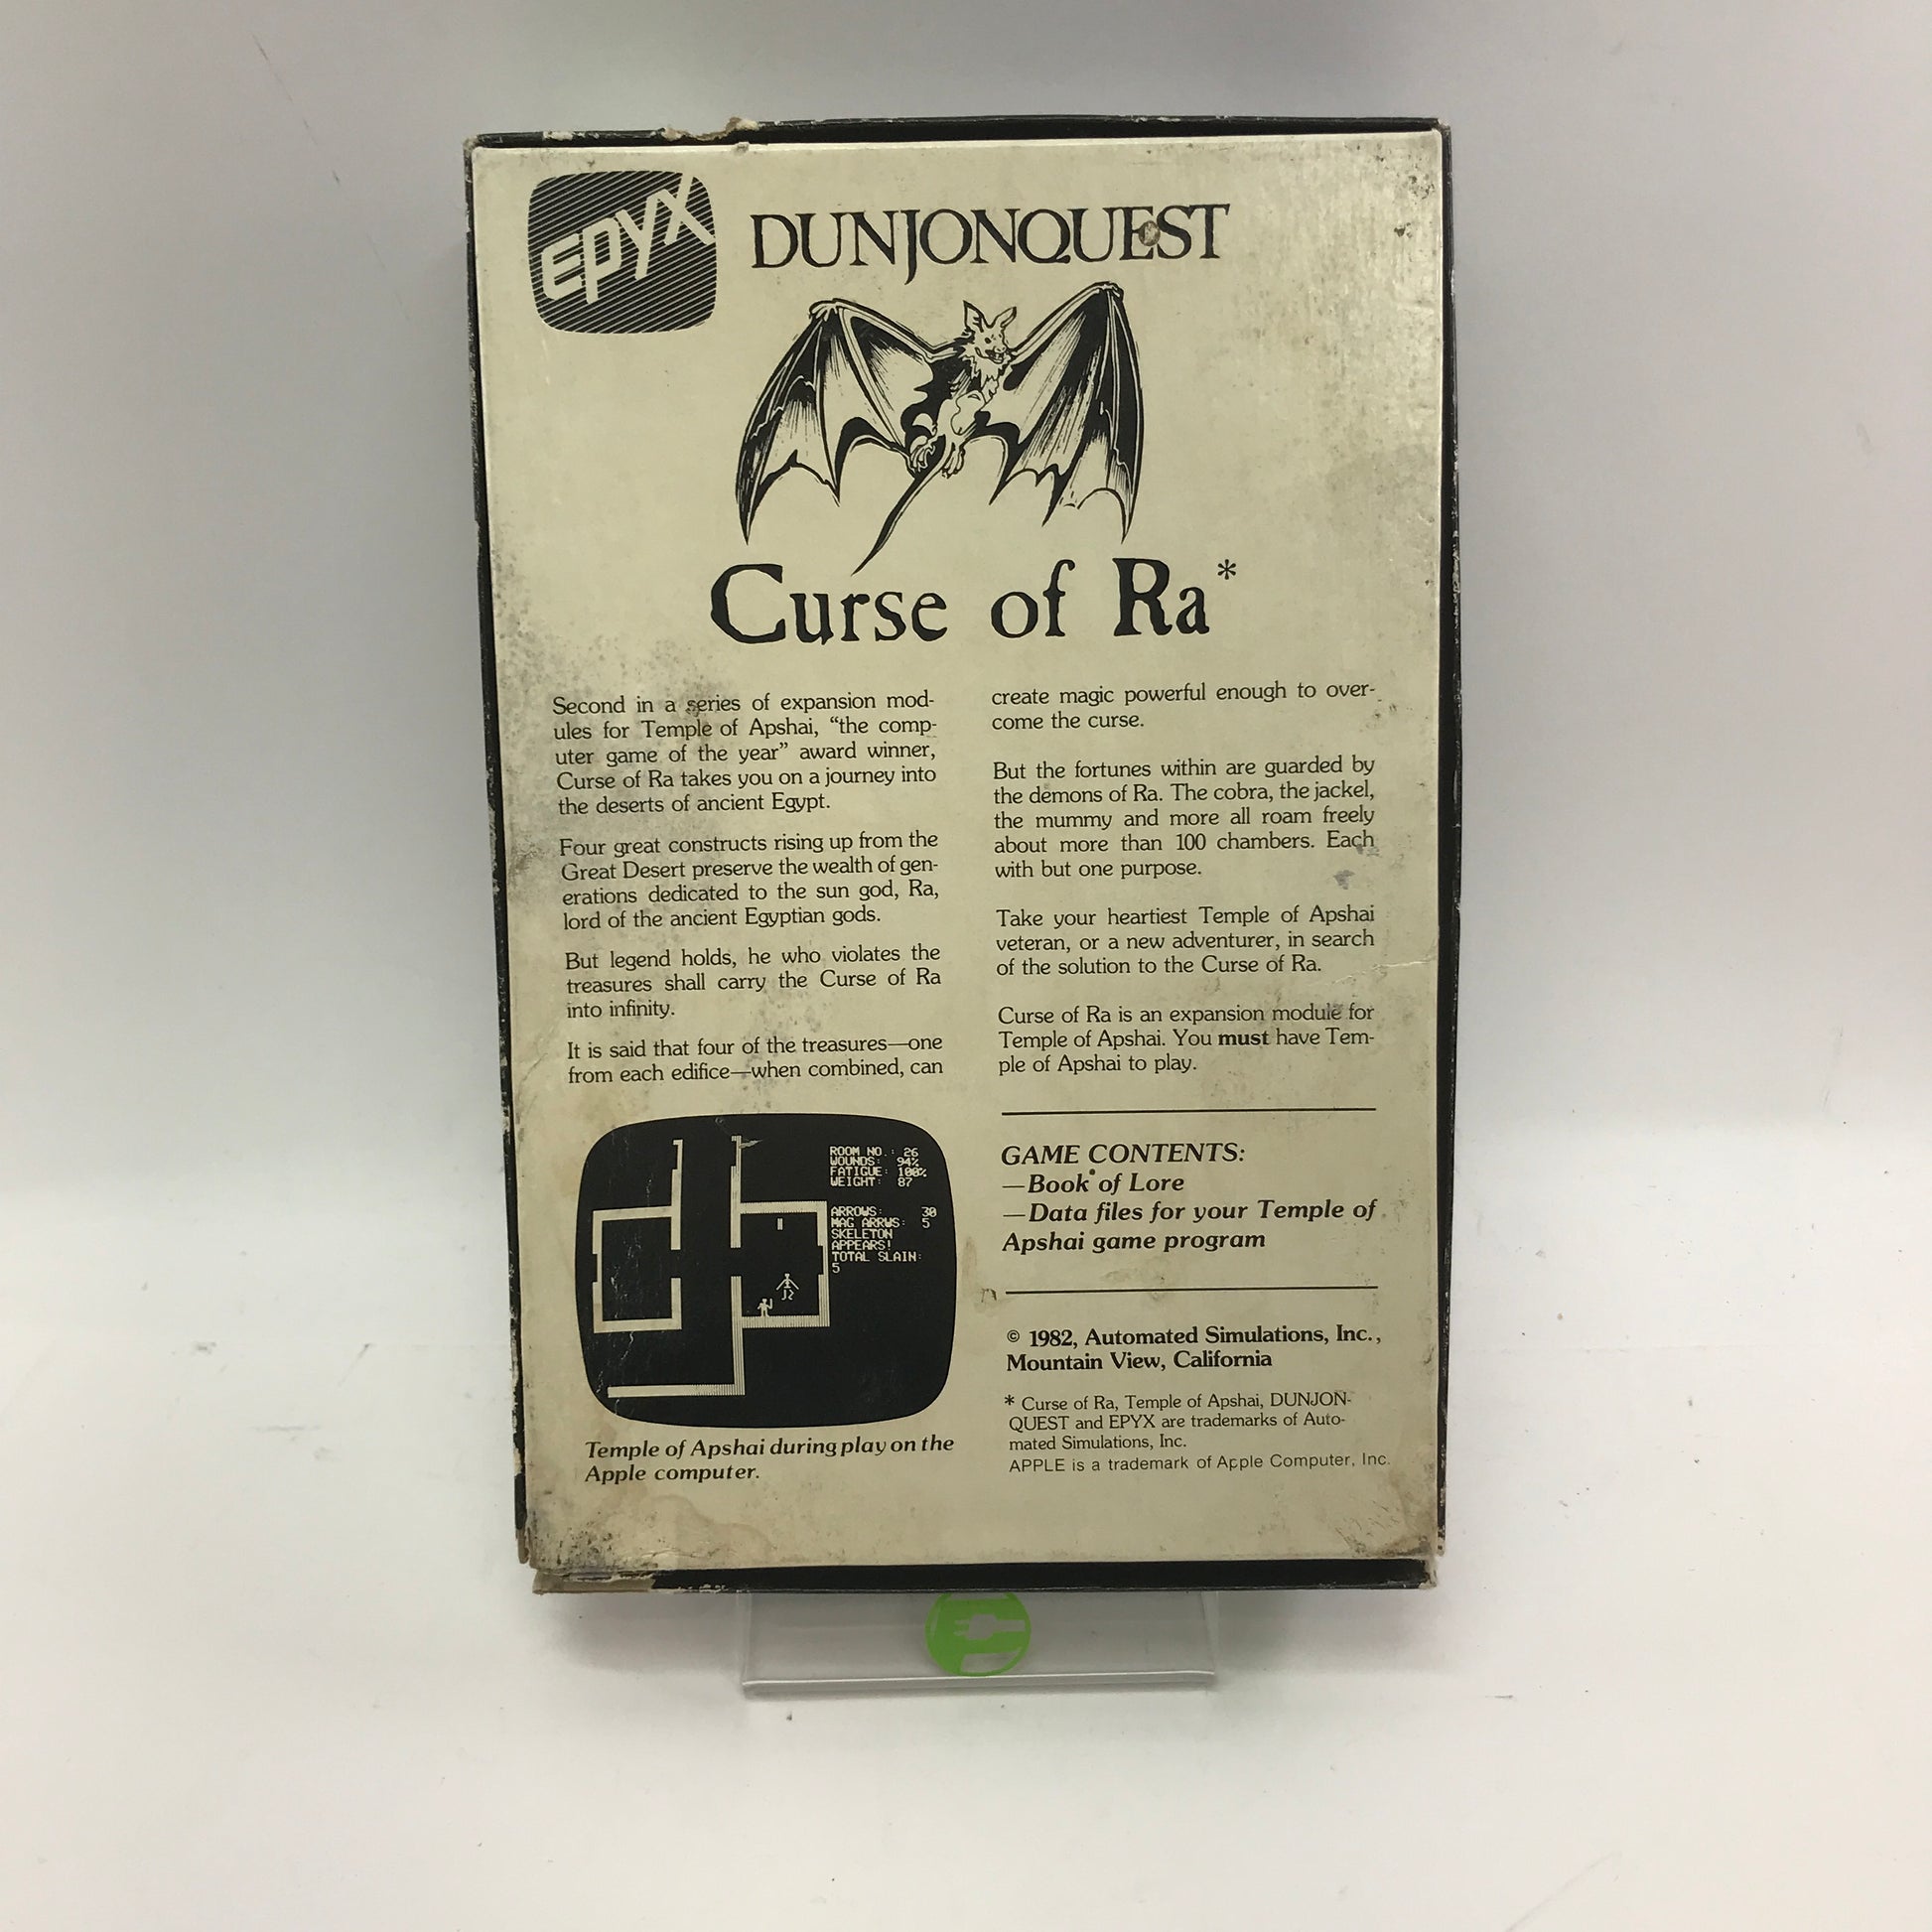 EPYX
DUNJONQUEST
Curse of Ra*
Second in a series of expansion mod-
ules for Temple of Apshai, “the comp-
uter game of the year” award winner,
Curse of Ra takes you on a journey into
the deserts of ancient Egypt.
Four great constructs rising up from the
Great Desert preserve the wealth of gen-
erations dedicated to the sun god, Ra,
lord of the ancient Egyptian gods.
But legend holds, he who violates the
treasures shall carry the Curse of Ra
into infinity.
It is said that four of the treasures—one
from each edifice—when combined, can
create magic powerful enough to over-
come the curse.
But the fortunes within are guarded by
the demons of Ra. The cobra, the jackel,
the mummy and more all roam freely
about more than 100 chambers. Each
with but one purpose.
Take your heartiest Temple of Apshai
veteran, or a new adventurer, in search
of the solution to the Curse of Ra.
Curse of Ra is an expansion module for
Temple of Apshai. You must have Tem-
ple of Apshai to play.
ROOM NO.: 26
WOUNDS: 94%
FATIGUE: 100%
WEIGHT: 87
ARROWS: 30
MAG ARRWS: 5
SKELETON
APPEARS!
TOTAL SLAIN:
5
Temple of Apshai during play on the
Apple computer.
GAME CONTENTS:
—Book of Lore
—Data files for your Temple of
Apshai game program
© 1982, Automated Simulations, Inc.,
Mountain View, California
* Curse of Ra, Temple of Apshai, DUNJON-
QUEST and EPYX are trademarks of Auto-
mated Simulations, Inc.
APPLE is a trademark of Apple Computer, Inc.